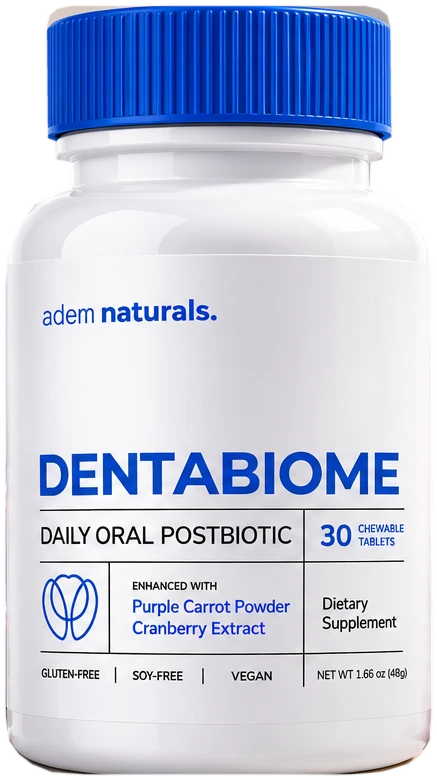 adem naturals.
DENTABIOME
DAILY ORAL POSTBIOTIC
30 CHEWABLE
TABLETS
ENHANCED WITH
Purple Carrot Powder
Cranberry Extract
Dietary
Supplement
GLUTEN-FREE | SOY-FREE | VEGAN
NET WT 1.66 oz (48g)